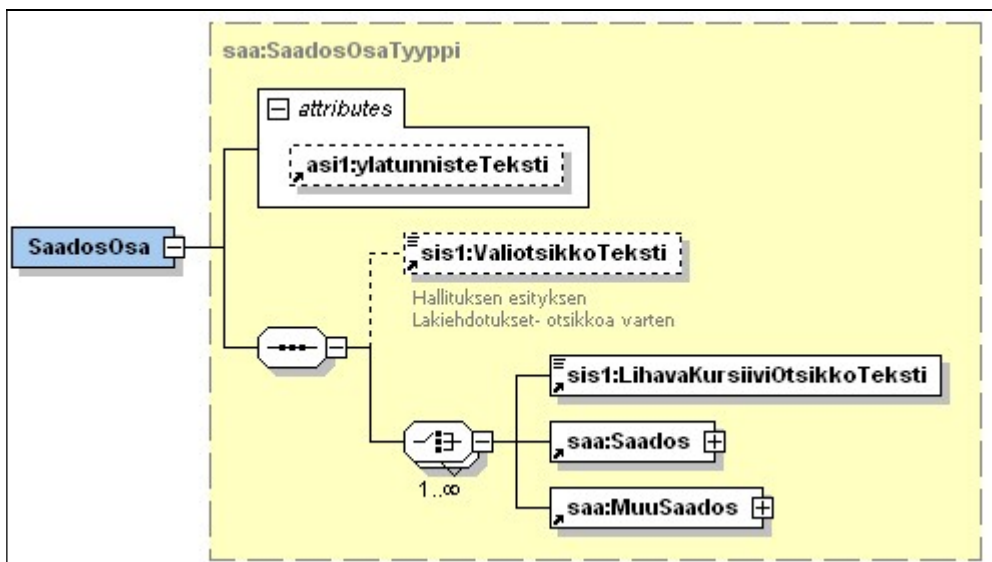 saa:SaadosOsaTyyppi
attributes
asi1:ylatunnisteTeksti
SaadosOsa
sis1:ValiotsikkoTeksti
Hallituksen esityksen
Lakiehdotukset- otsikkoa varten
sis1:LihavaKursiiviOtsikkoTeksti
saa:Saados
1..∞
saa:MuuSaados